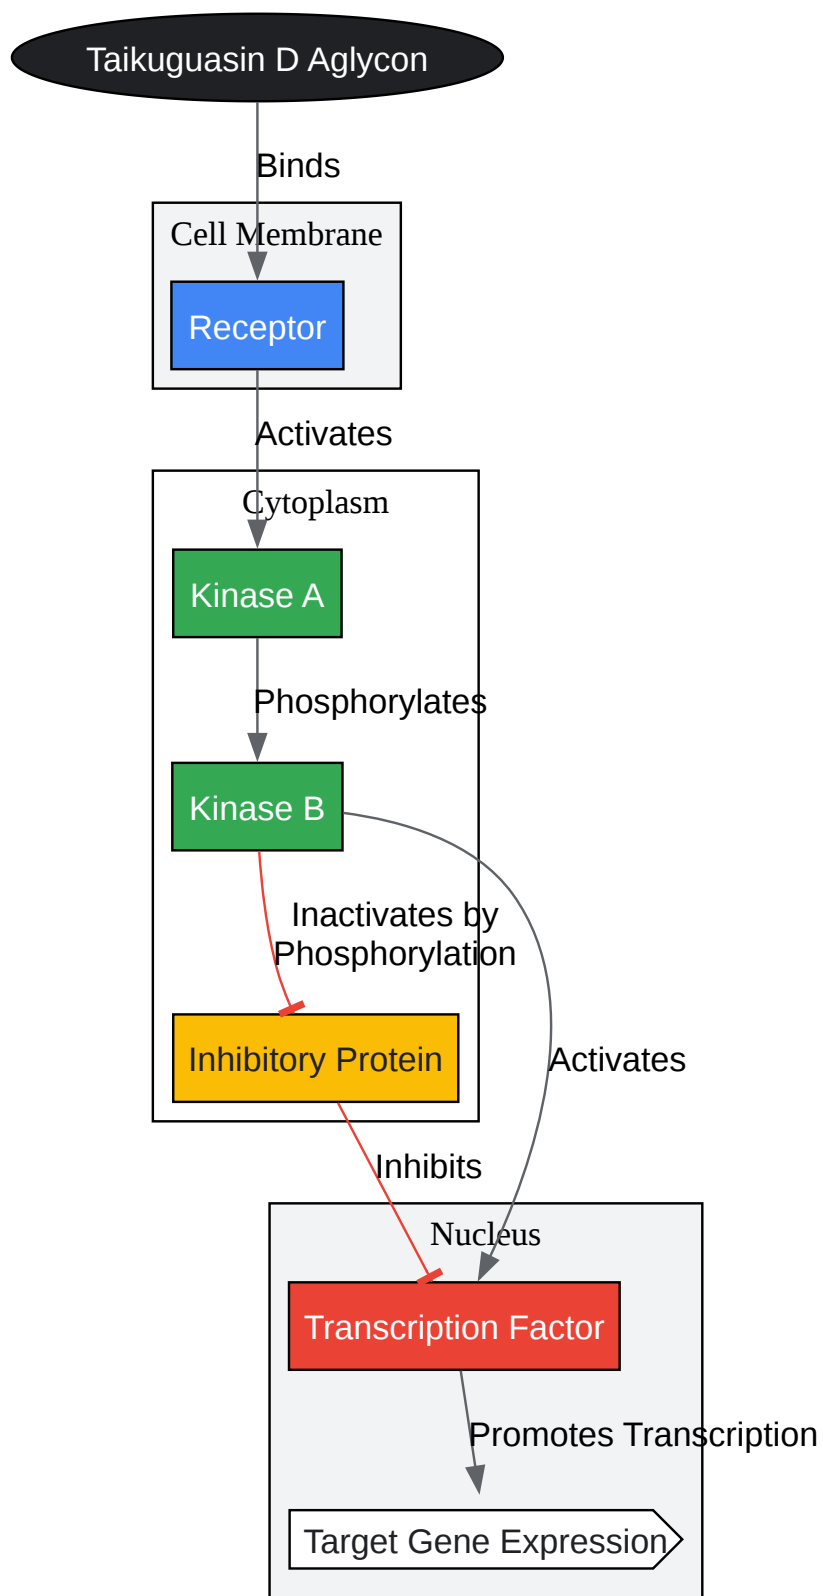 Taikuguasin D Aglycon
Binds
Cell Membrane
Receptor
Activates
Cytoplasm
Kinase A
Phosphorylates
Kinase B
Inactivates by
Phosphorylation
Inhibitory Protein
Activates
Inhibits
Nucleus
Transcription Factor
Promotes Transcription
Target Gene Expression